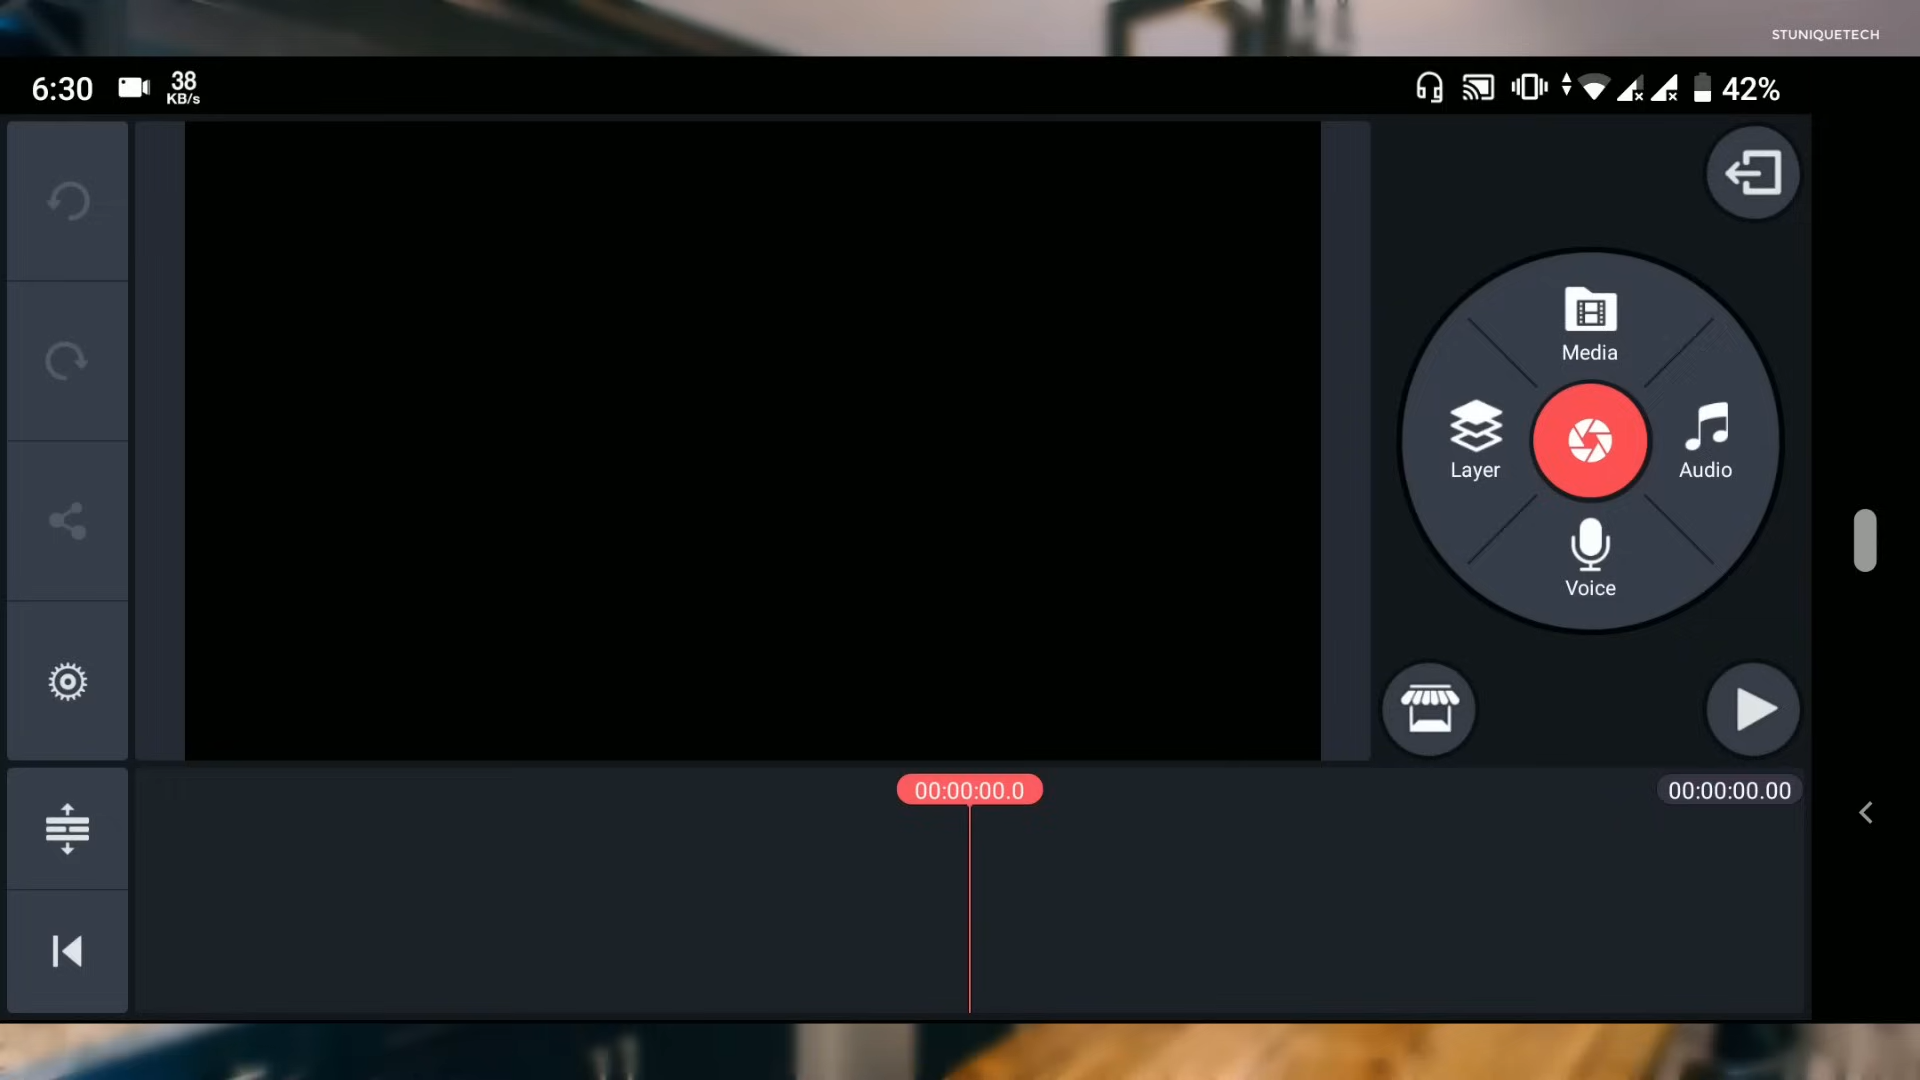 STUNIQUETECH
6:30 38 KB/s 42%
Media
Layer
Audio
Voice
00:00:00.0
00:00:00.00